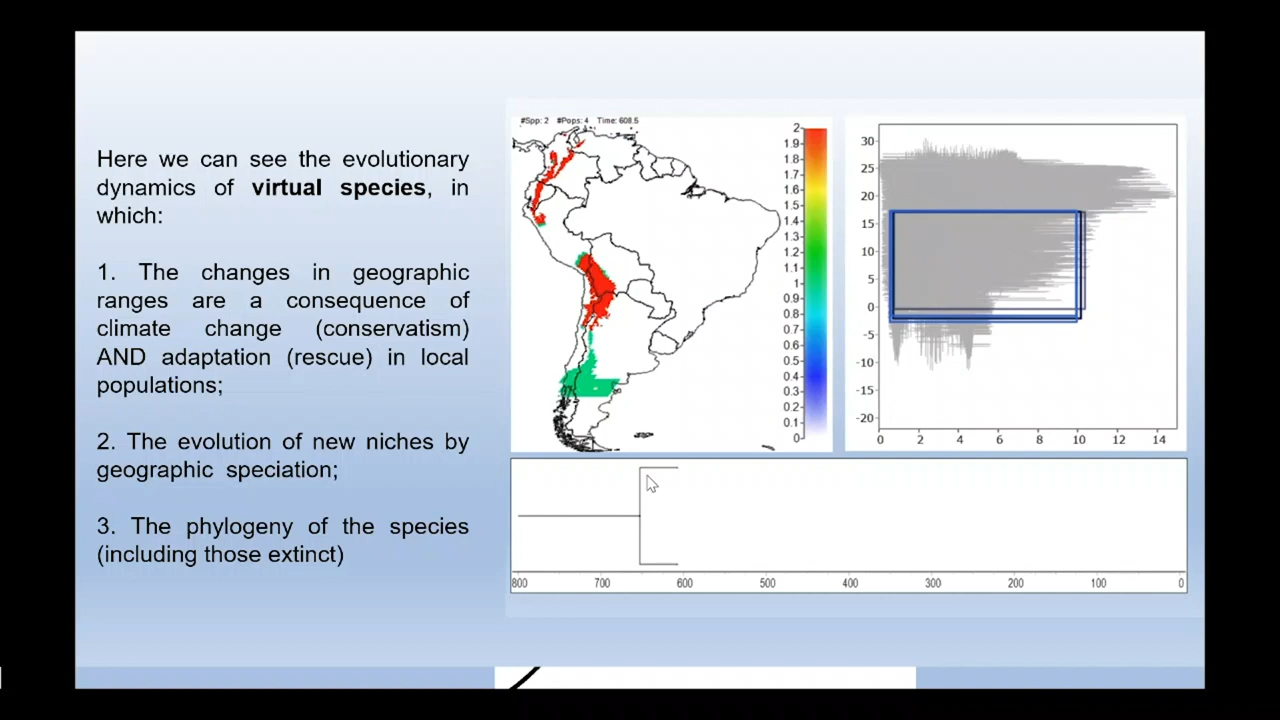 Here we can see the evolutionary
dynamics of virtual species, in
which:
1. The changes in geographic
ranges are a consequence of
climate change (conservatism)
AND adaptation (rescue) in local
populations;
2. The evolution of new niches by
geographic speciation;
3. The phylogeny of the species
(including those extinct)
#Spp: 2 #Pops: 4 Time: 608.5
2
1.9
1.8
1.7
1.6
1.5
1.4
1.3
1.2
1.1
1
0.9
0.8
0.7
0.6
0.5
0.4
0.3
0.2
0.1
0
30
25
20
15
10
5
0
-5
-10
-15
-20
0 2 4 6 8 10 12 14
800 700 600 500 400 300 200 100 0